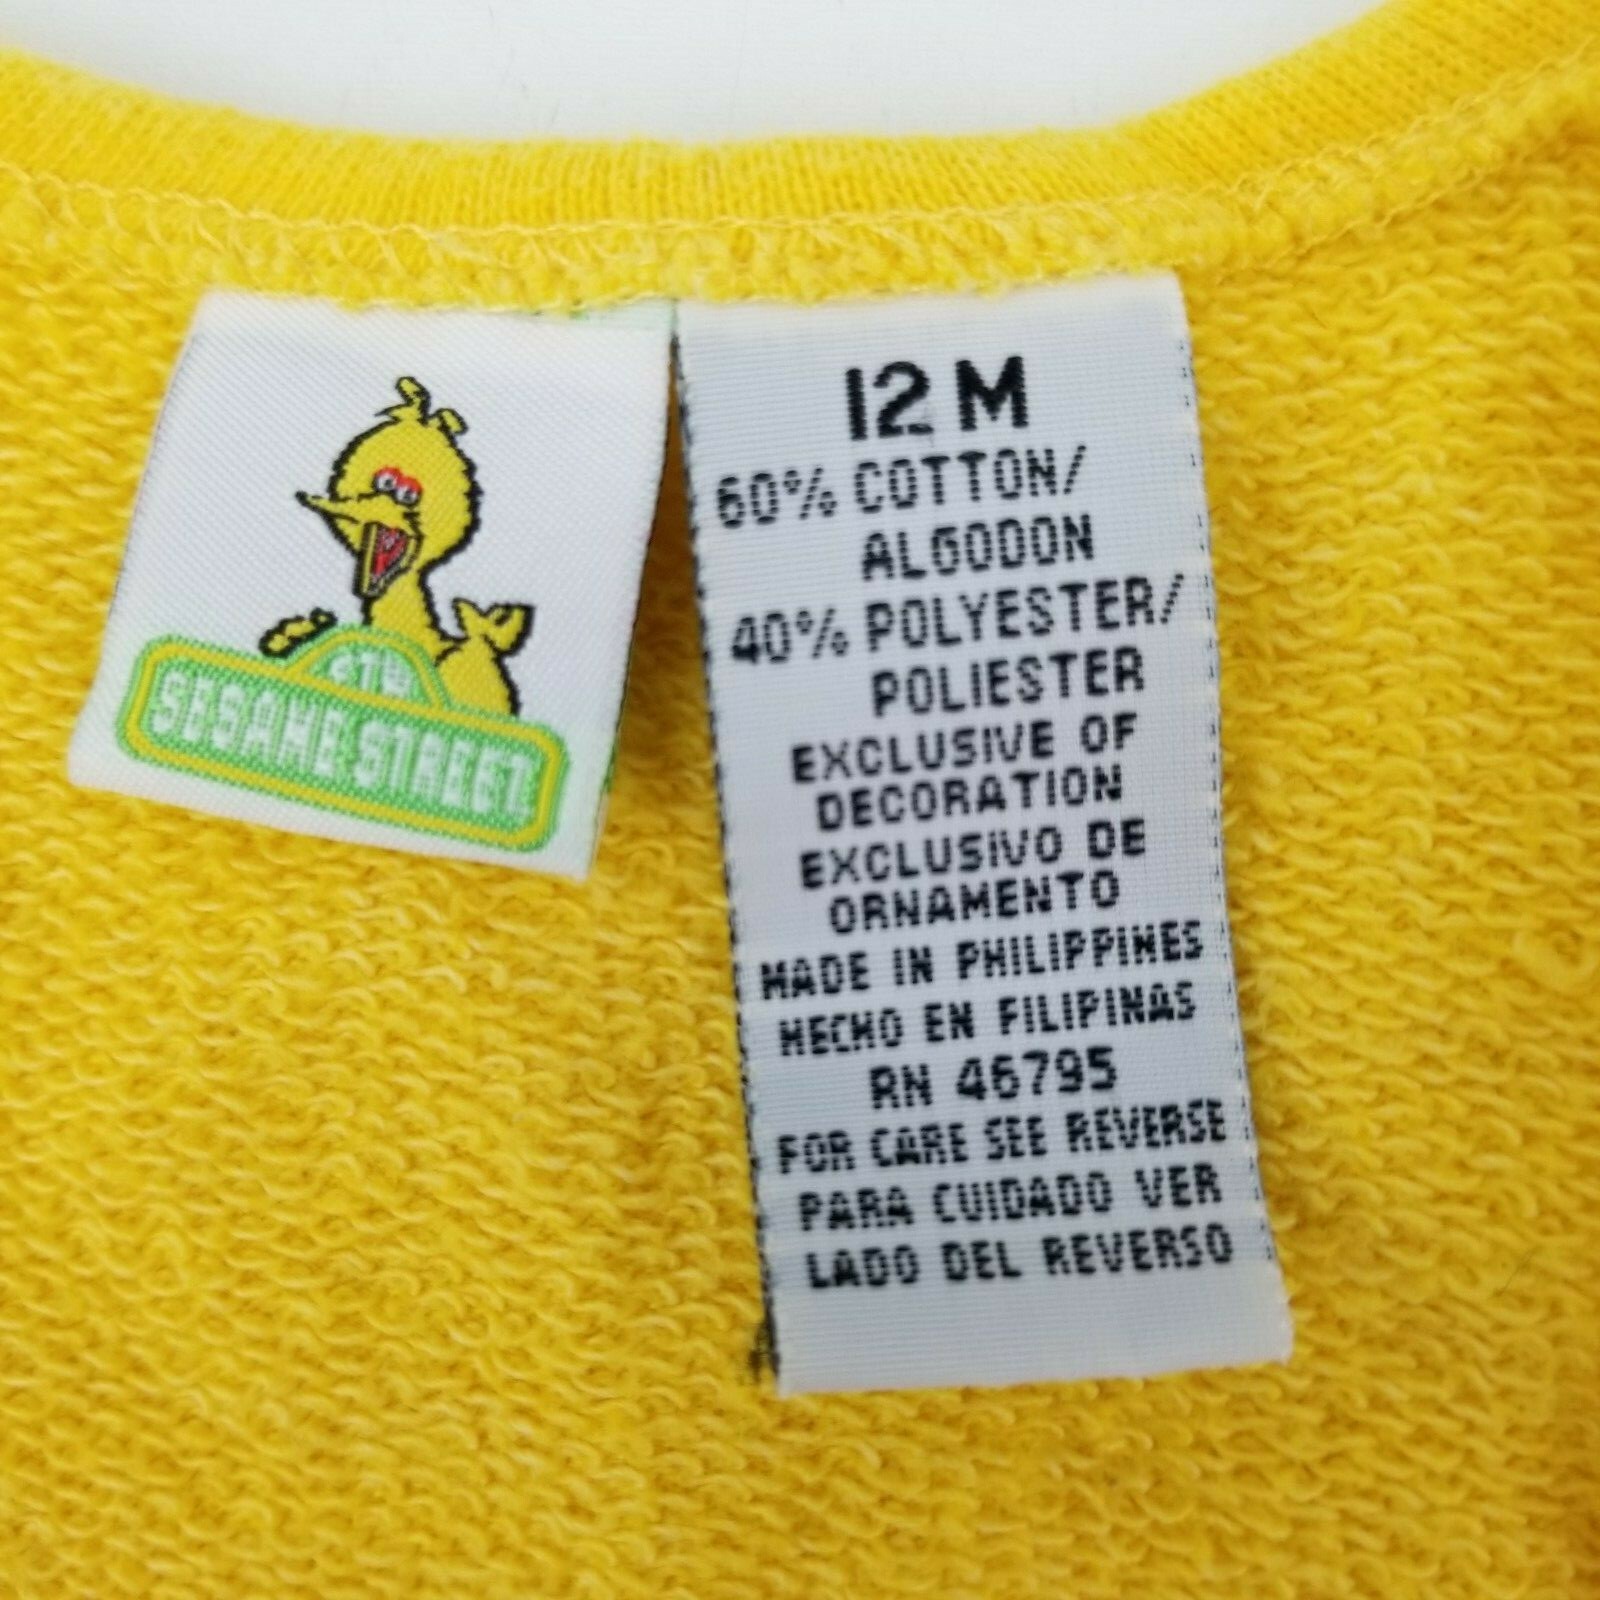 123
SESAME STREET
12 M
60% COTTON/
ALGODON
40% POLYESTER/
POLIESTER
EXCLUSIVE OF
DECORATION
EXCLUSIVO DE
ORNAMENTO
MADE IN PHILIPPINES
HECHO EN FILIPINAS
RN 46795
FOR CARE SEE REVERSE
PARA CUIDADO VER
LADO DEL REVERSO